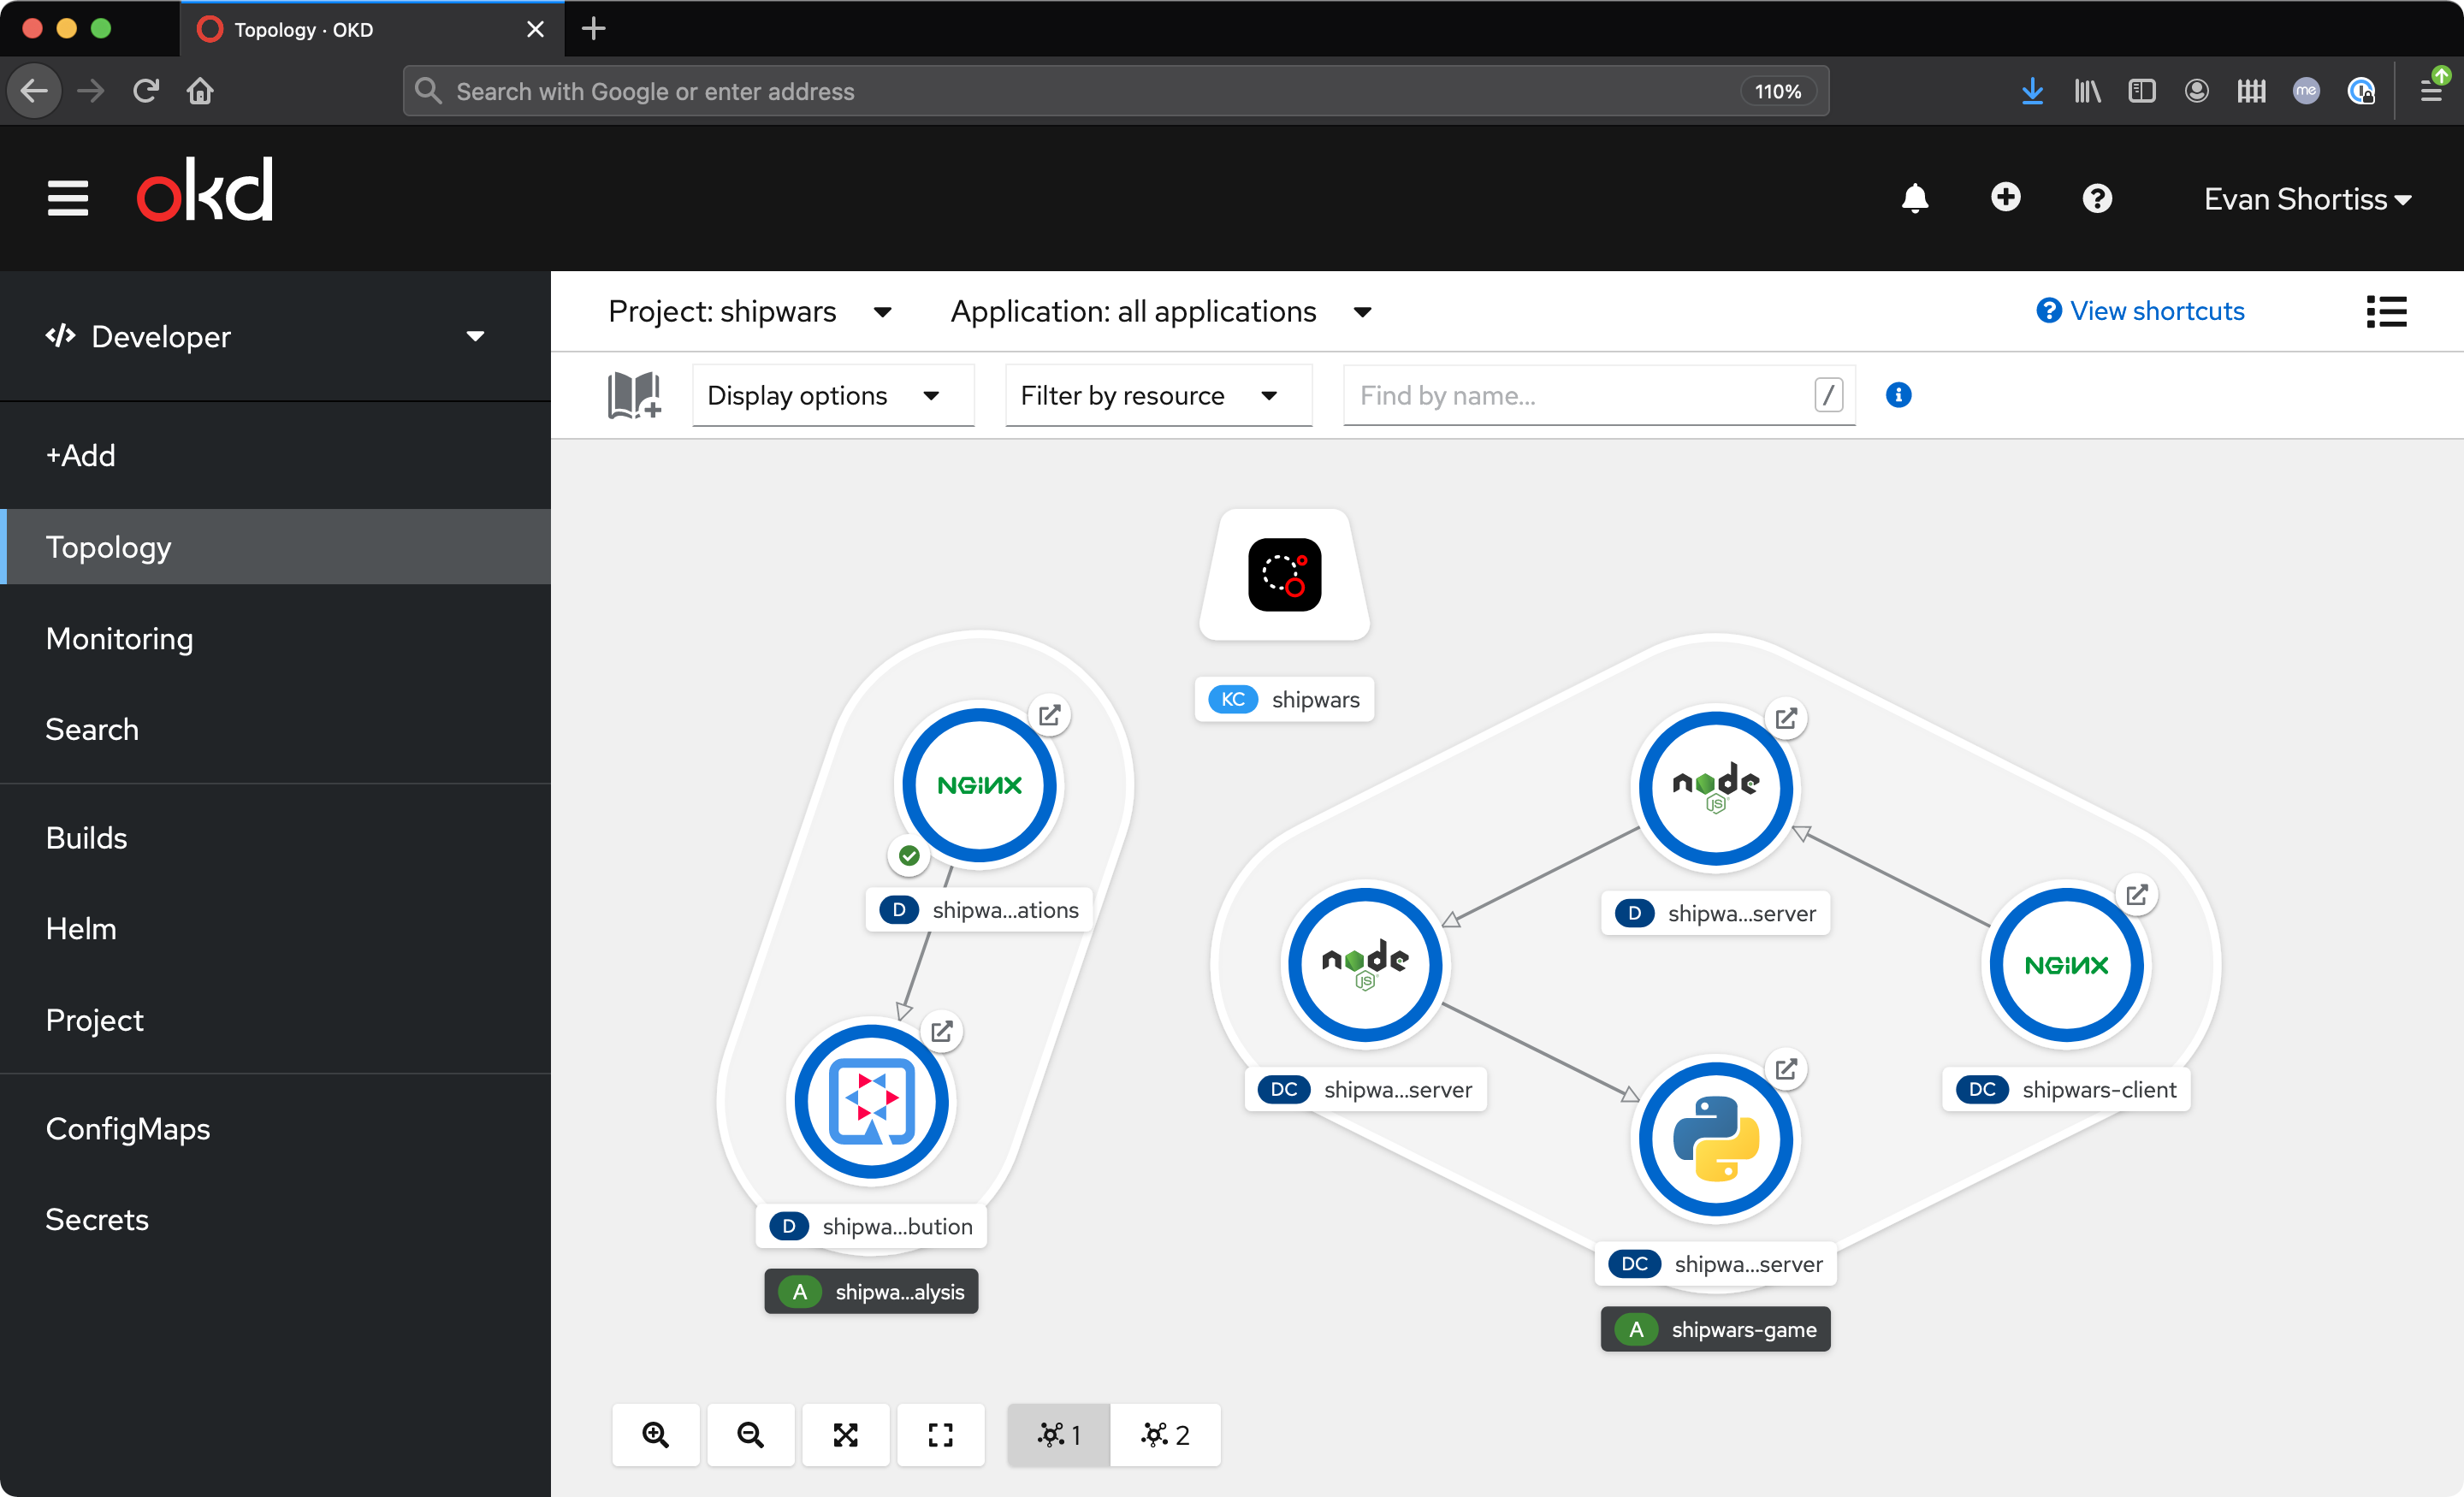 Topology · OKD
Search with Google or enter address
110%
me
okd
Evan Shortiss
Developer
Project: shipwars
Application: all applications
View shortcuts
Display options
Filter by resource
Find by name...
/
+Add
Topology
Monitoring
Search
Builds
Helm
Project
ConfigMaps
Secrets
KC shipwars
NGINX
D shipwa...ations
D shipwa...bution
A shipwa...alysis
node
JS
D shipwa...server
node
JS
DC shipwa...server
NGINX
DC shipwars-client
DC shipwa...server
A shipwars-game
1
2